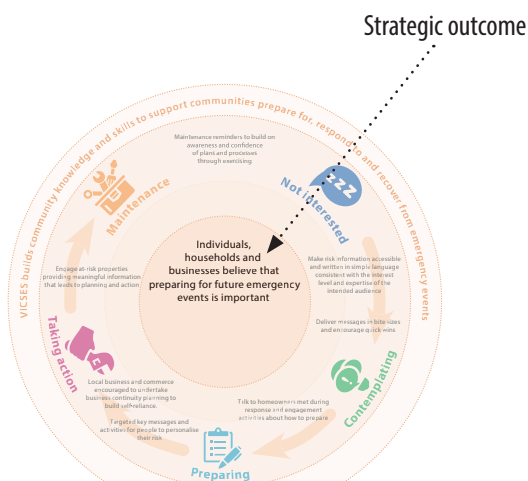 Strategic outcome
VICSES builds community knowledge and skills to support communities prepare for, respond to and recover from emergency events
Maintenance reminders to build on
awareness and confidence
of plans and processes
through exercising
Maintenance
Not interested
ZZZ
Individuals,
households and
businesses believe that
preparing for future emergency
events is important
Make risk information accessible
and written in simple language
consistent with the interest
level and expertise of the
intended audience
Engage at-risk properties
providing meaningful information
that leads to planning and action
Deliver messages in bite sizes
and encourage quick wins
Taking action
Contemplating
Local business and commerce
encouraged to undertake
business continuity planning to
build self-reliance.
Talk to homeowners met during
response and engagement
activities about how to prepare
Targeted key messages and
activities for people to personalise
their risk
Preparing